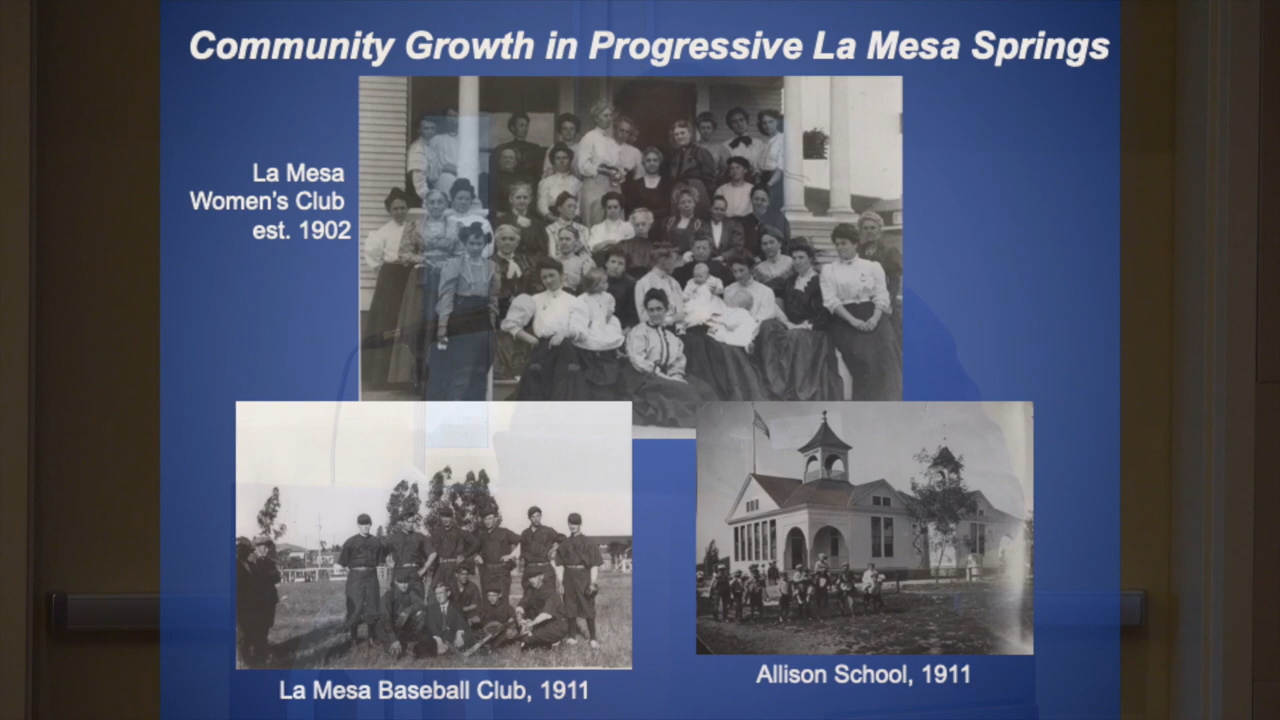 Community Growth in Progressive La Mesa Springs
La Mesa
Women's Club
est. 1902
La Mesa Baseball Club, 1911
Allison School, 1911